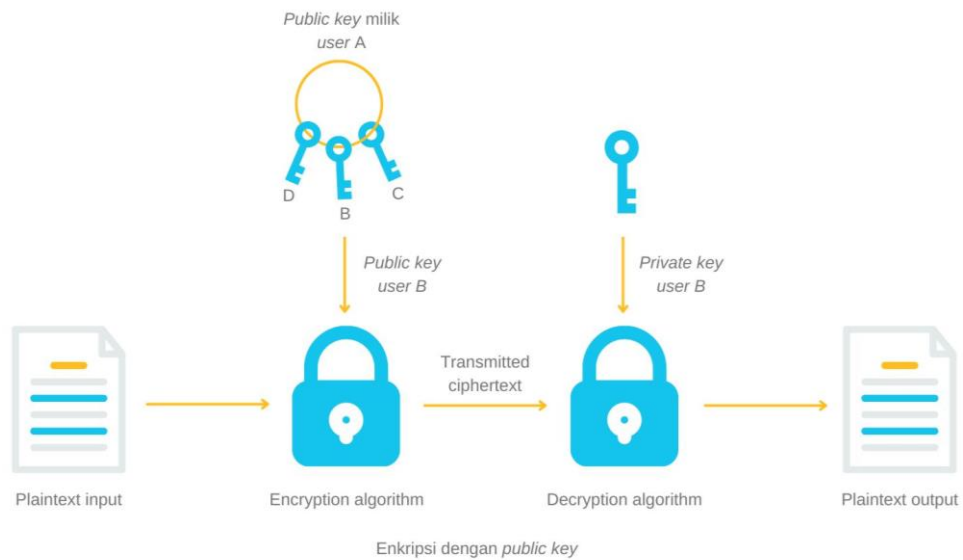 Public key milik
user A
D
B
C
Public key
user B
Private key
user B
Transmitted
ciphertext
Plaintext input
Encryption algorithm
Decryption algorithm
Plaintext output
Enkripsi dengan public key